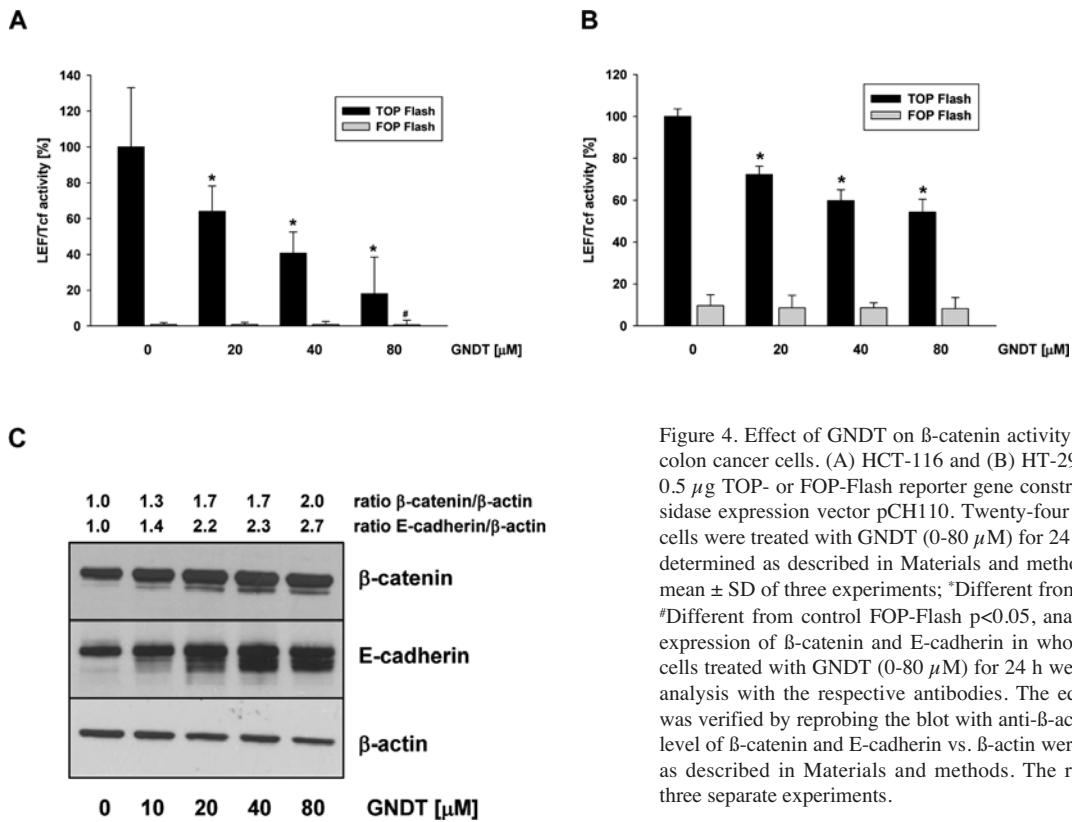 A
B
140
120
100
80
60
40
20
0
LEF/Tcf activity [%]
TOP Flash
FOP Flash
*
*
*
#
0 20 40 80 GNDT [µM]
120
100
80
60
40
20
0
LEF/Tcf activity [%]
TOP Flash
FOP Flash
*
*
*
0 20 40 80 GNDT [µM]
C
1.0 1.3 1.7 1.7 2.0 ratio β-catenin/β-actin
1.0 1.4 2.2 2.3 2.7 ratio E-cadherin/β-actin
β-catenin
E-cadherin
β-actin
0 10 20 40 80 GNDT [µM]
Figure 4. Effect of GNDT on ß-catenin activity
colon cancer cells. (A) HCT-116 and (B) HT-29
0.5 µg TOP- or FOP-Flash reporter gene constr
sidase expression vector pCH110. Twenty-four
cells were treated with GNDT (0-80 µM) for 24
determined as described in Materials and metho
mean ± SD of three experiments; *Different from
#Different from control FOP-Flash p<0.05, ana
expression of ß-catenin and E-cadherin in who
cells treated with GNDT (0-80 µM) for 24 h we
analysis with the respective antibodies. The ec
was verified by reprobing the blot with anti-ß-ac
level of ß-catenin and E-cadherin vs. ß-actin wer
as described in Materials and methods. The r
three separate experiments.